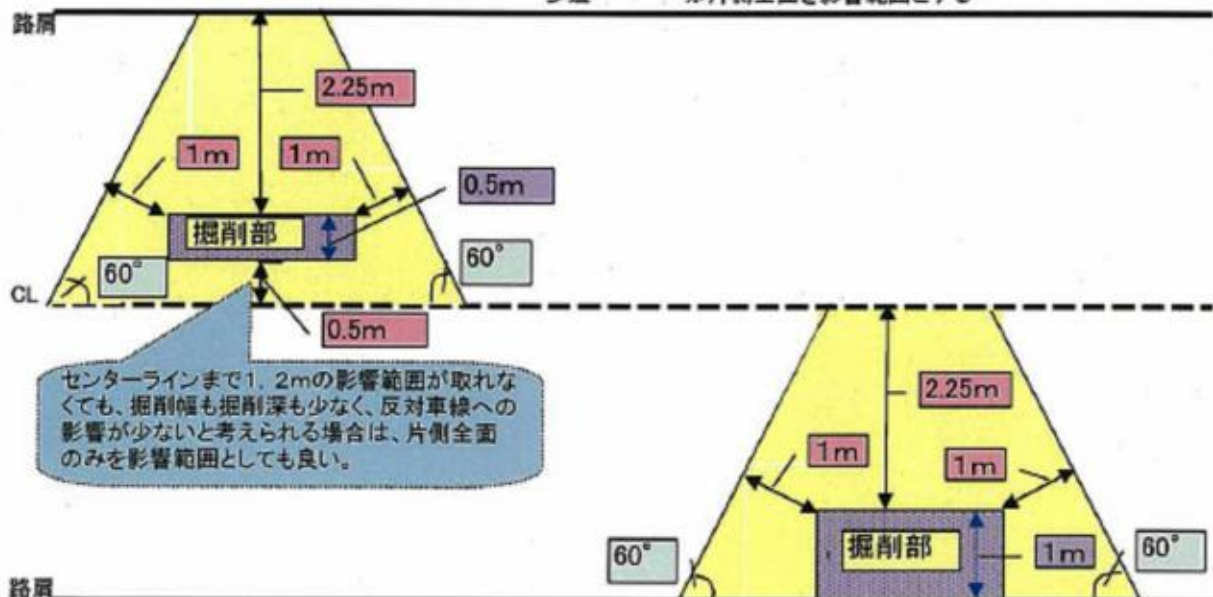 路肩
2.25m
1m
1m
0.5m
掘削部
60°
60°
CL
0.5m
センターラインまで1.2mの影響範囲が取れな
くても、掘削幅も掘削深も少なく、反対車線への
影響が少ないと考えられる場合は、片側全面
のみを影響範囲としても良い。
2.25m
1m
1m
掘削部
1m
60°
60°
路肩